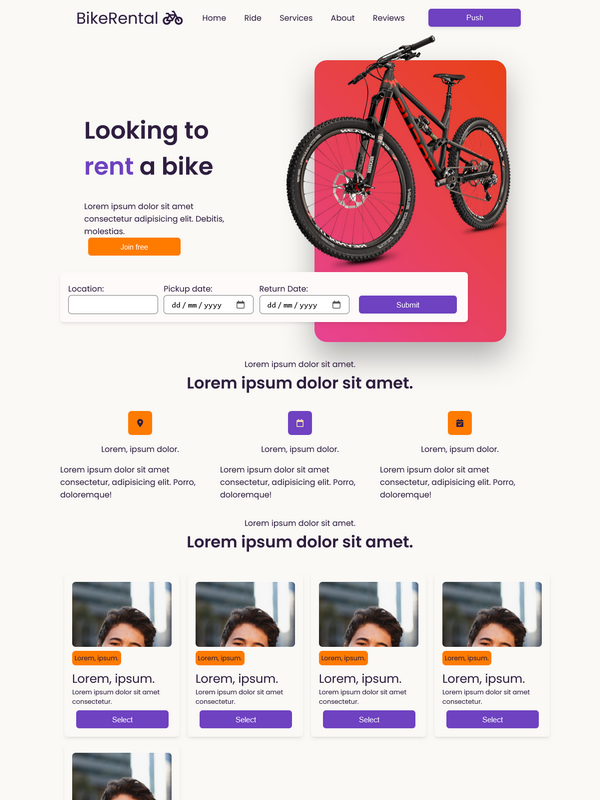 BikeRental
Home Ride Services About Reviews Push
Looking to
rent a bike
Lorem ipsum dolor sit amet
consectetur adipisicing elit. Debitis,
molestias.
Join free
Location: Pickup date: Return Date:
dd / mm / yyyy dd / mm / yyyy Submit
Lorem ipsum dolor sit amet.
Lorem ipsum dolor sit amet.
Lorem, ipsum dolor. Lorem, ipsum dolor. Lorem, ipsum dolor.
Lorem ipsum dolor sit amet
consectetur, adipisicing elit. Porro,
doloremque!
Lorem ipsum dolor sit amet
consectetur, adipisicing elit. Porro,
doloremque!
Lorem ipsum dolor sit amet
consectetur, adipisicing elit. Porro,
doloremque!
Lorem ipsum dolor sit amet.
Lorem ipsum dolor sit amet.
Lorem, ipsum.
Lorem, ipsum.
Lorem ipsum dolor sit amet
consectetur.
Select
Lorem, ipsum.
Lorem, ipsum.
Lorem ipsum dolor sit amet
consectetur.
Select
Lorem, ipsum.
Lorem, ipsum.
Lorem ipsum dolor sit amet
consectetur.
Select
Lorem, ipsum.
Lorem, ipsum.
Lorem ipsum dolor sit amet
consectetur.
Select